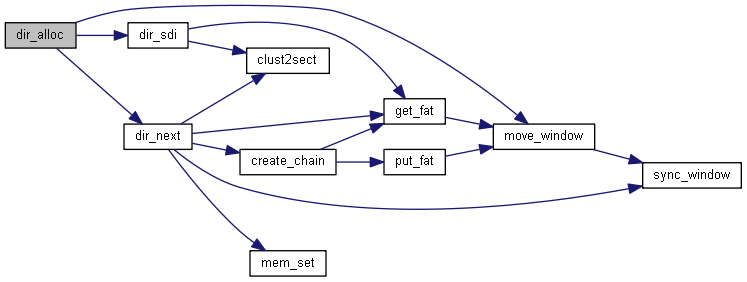 dir_alloc
dir_sdi
clust2sect
get_fat
dir_next
move_window
create_chain
put_fat
sync_window
mem_set